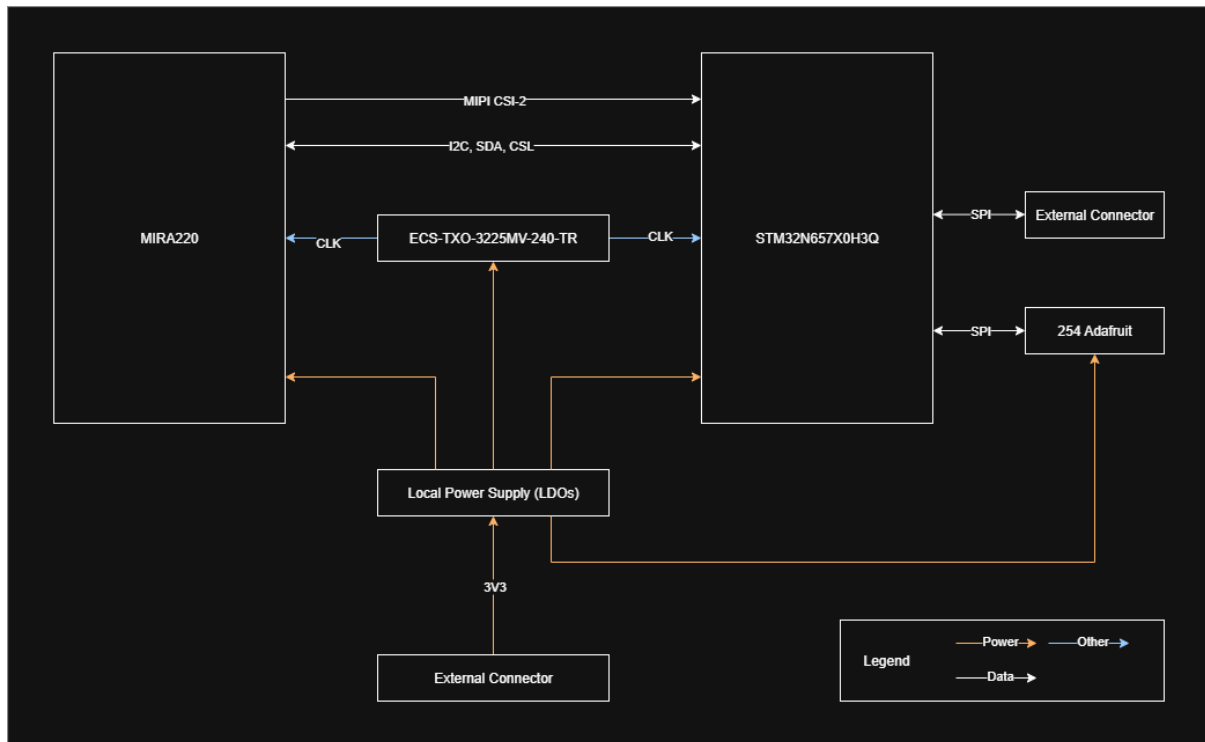 MIPI CSI-2
I2C, SDA, CSL
MIRA220
CLK
ECS-TXO-3225MV-240-TR
CLK
STM32N657X0H3Q
SPI
External Connector
SPI
254 Adafruit
Local Power Supply (LDOs)
3V3
External Connector
Legend
Power
Other
Data